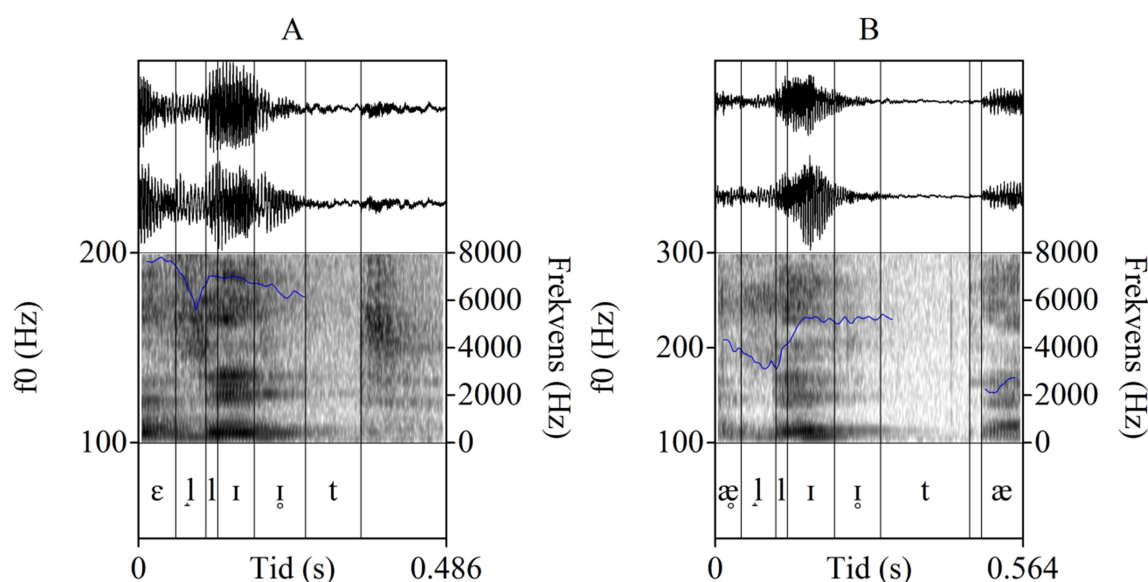 A
200
100
f0 (Hz)
8000
6000
4000
2000
0
Frekvens (Hz)
ɛ l̝ l ɪ ɪ̥ t
0 Tid (s) 0.486
B
300
200
100
f0 (Hz)
8000
6000
4000
2000
0
Frekvens (Hz)
æ̥ l̝ l ɪ ɪ̥ t æ
0 Tid (s) 0.564